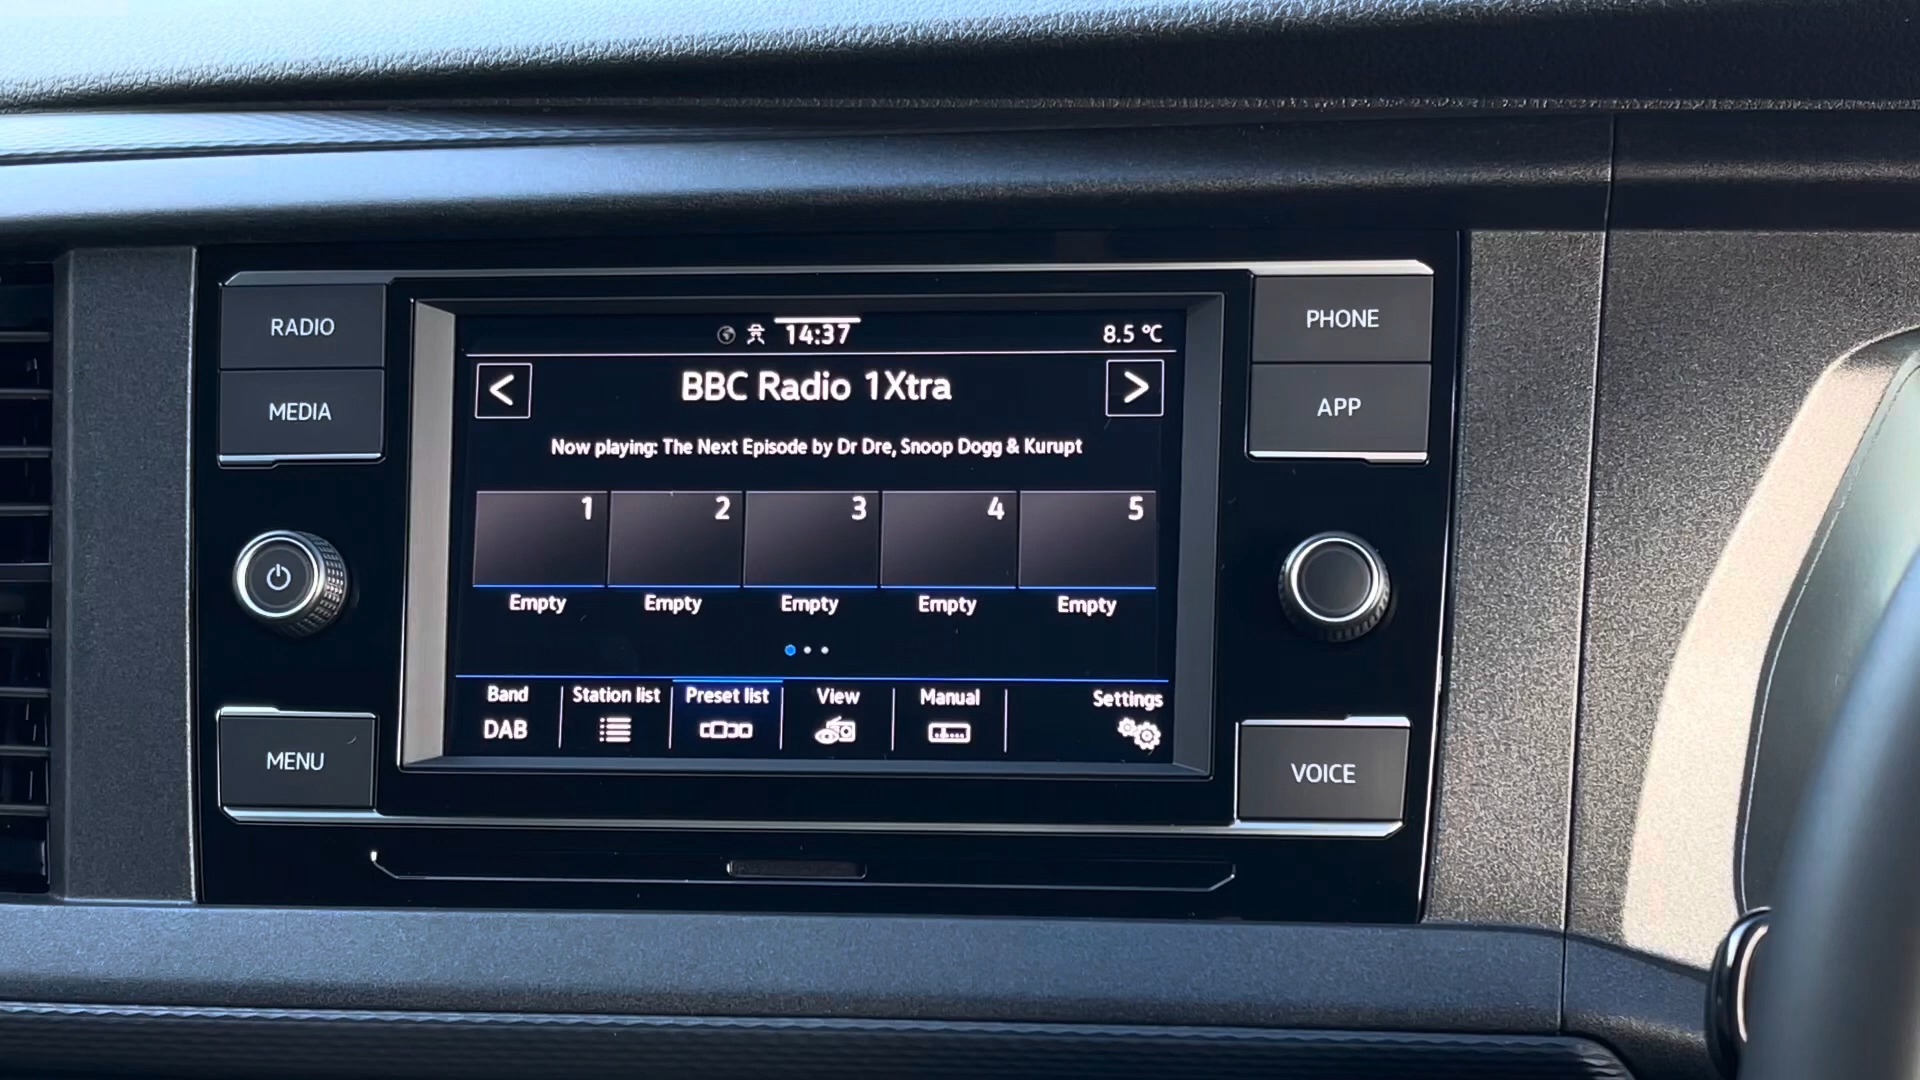 RADIO
MEDIA
MENU
14:37
8.5 °C
< BBC Radio 1Xtra >
Now playing: The Next Episode by Dr Dre, Snoop Dogg & Kurupt
1 2 3 4 5
Empty Empty Empty Empty Empty
Band Station list Preset list View Manual Settings
DAB
PHONE
APP
VOICE